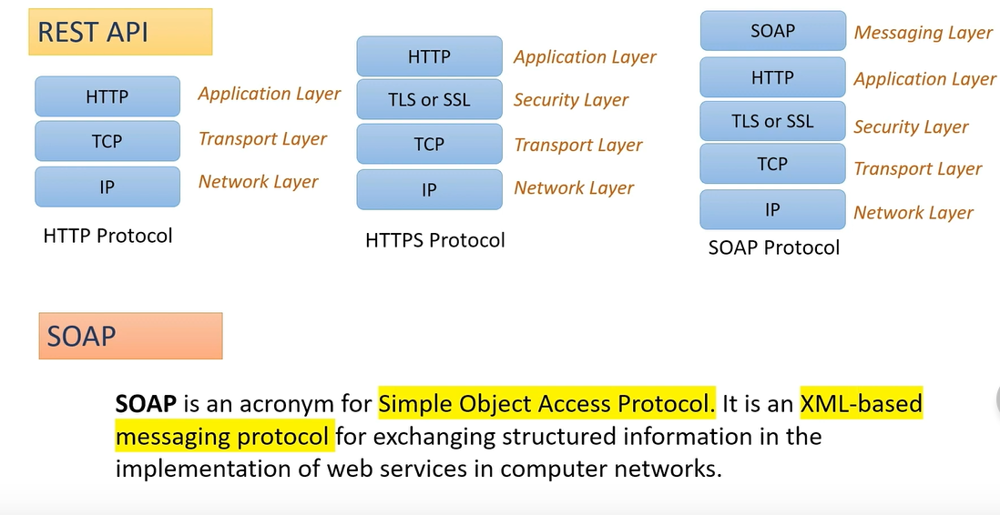 REST API
HTTP
Application Layer
TCP
Transport Layer
IP
Network Layer
HTTP Protocol
HTTP
Application Layer
TLS or SSL
Security Layer
TCP
Transport Layer
IP
Network Layer
HTTPS Protocol
SOAP
Messaging Layer
HTTP
Application Layer
TLS or SSL
Security Layer
TCP
Transport Layer
IP
Network Layer
SOAP Protocol
SOAP
SOAP is an acronym for Simple Object Access Protocol. It is an XML-based
messaging protocol for exchanging structured information in the
implementation of web services in computer networks.